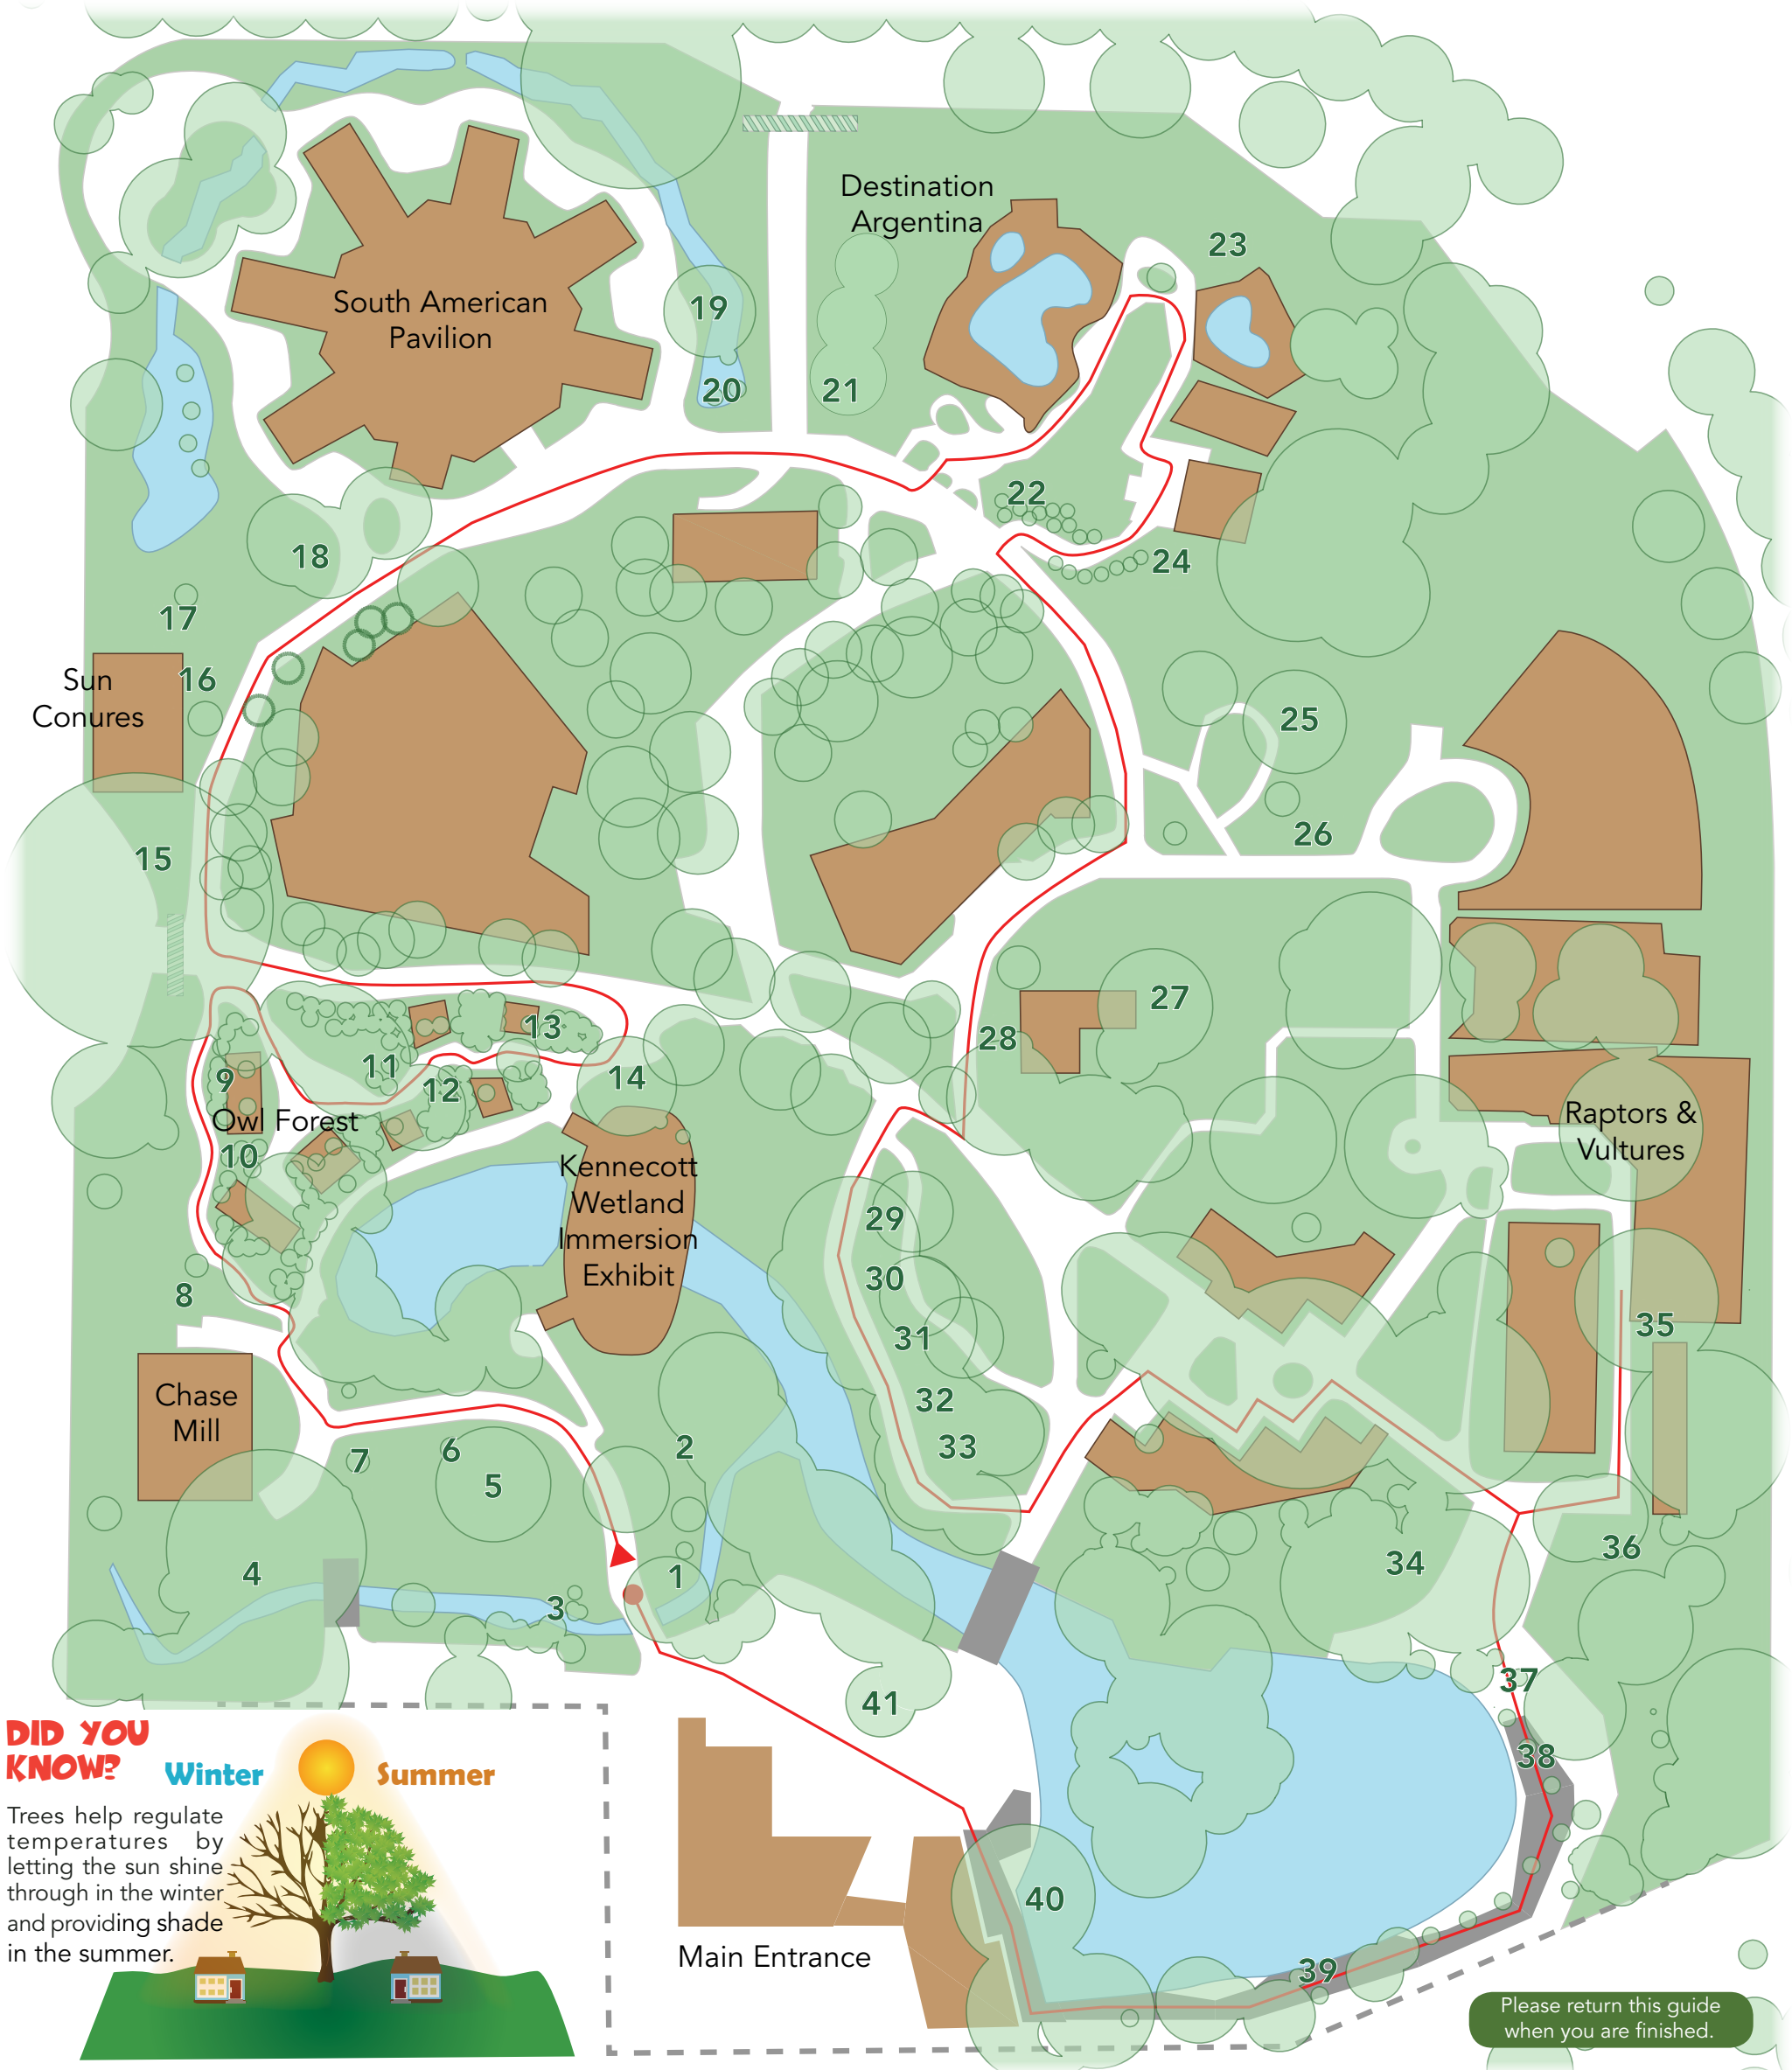 Destination
Argentina
23
South American
Pavilion
19
20
21
22
18
24
17
Sun
Conures
16
25
26
15
27
28
13
11
14
9
12
Owl Forest
10
Raptors &
Vultures
Kennecott
Wetland
Immersion
Exhibit
29
30
31
8
35
Chase
Mill
32
33
2
7
6
5
36
34
1
4
3
37
41
38
40
39
Main Entrance
DID YOU
KNOW?
Winter
Summer
Trees help regulate
temperatures by
letting the sun shine
through in the winter
and providing shade
in the summer.
Please return this guide
when you are finished.